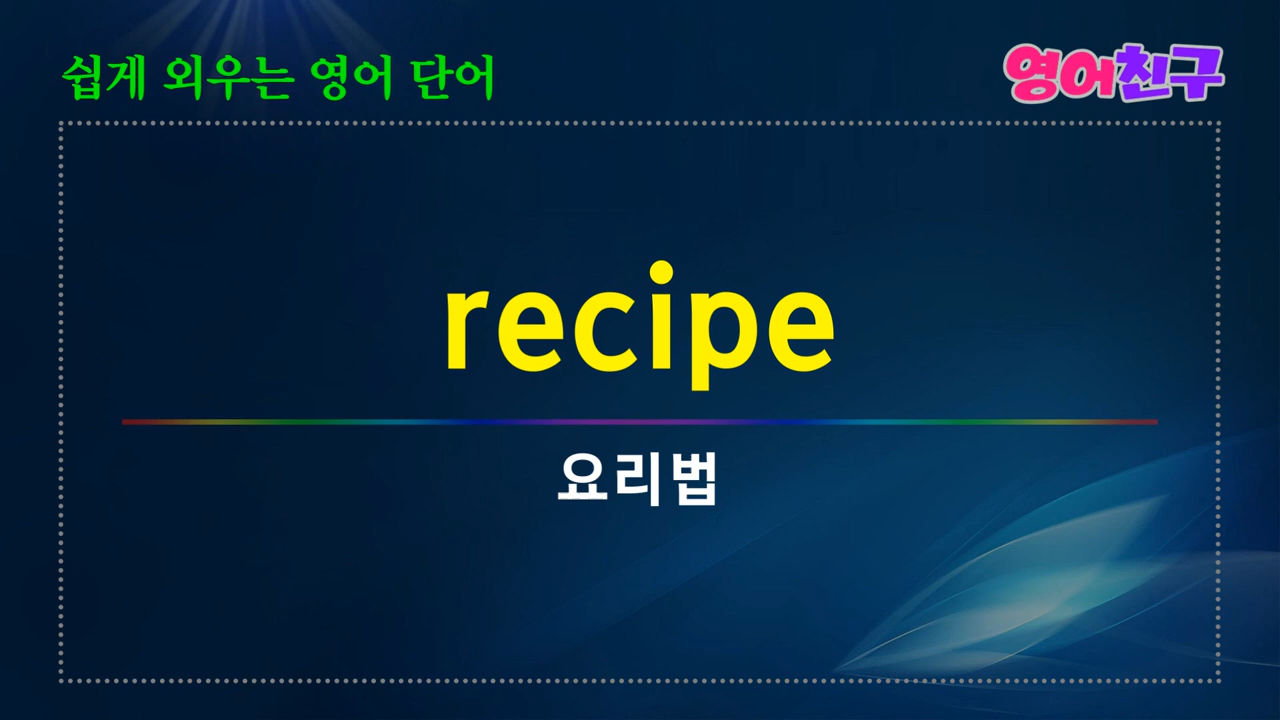 쉽게 외우는 영어 단어
영어친구
recipe
요리법